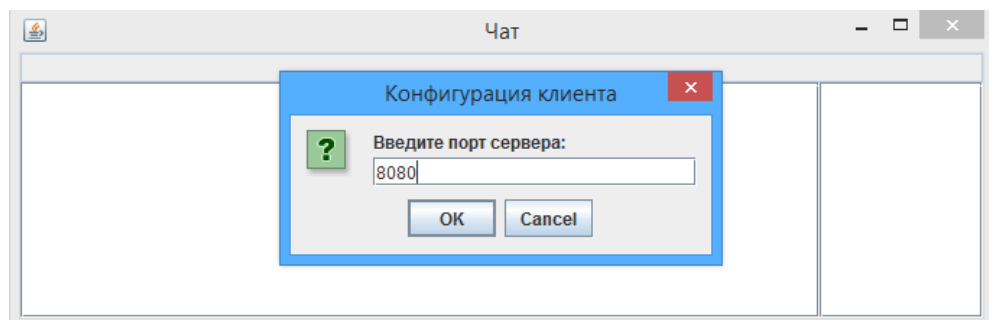 Чат
Конфигурация клиента
Введите порт сервера:
8080
OK Cancel